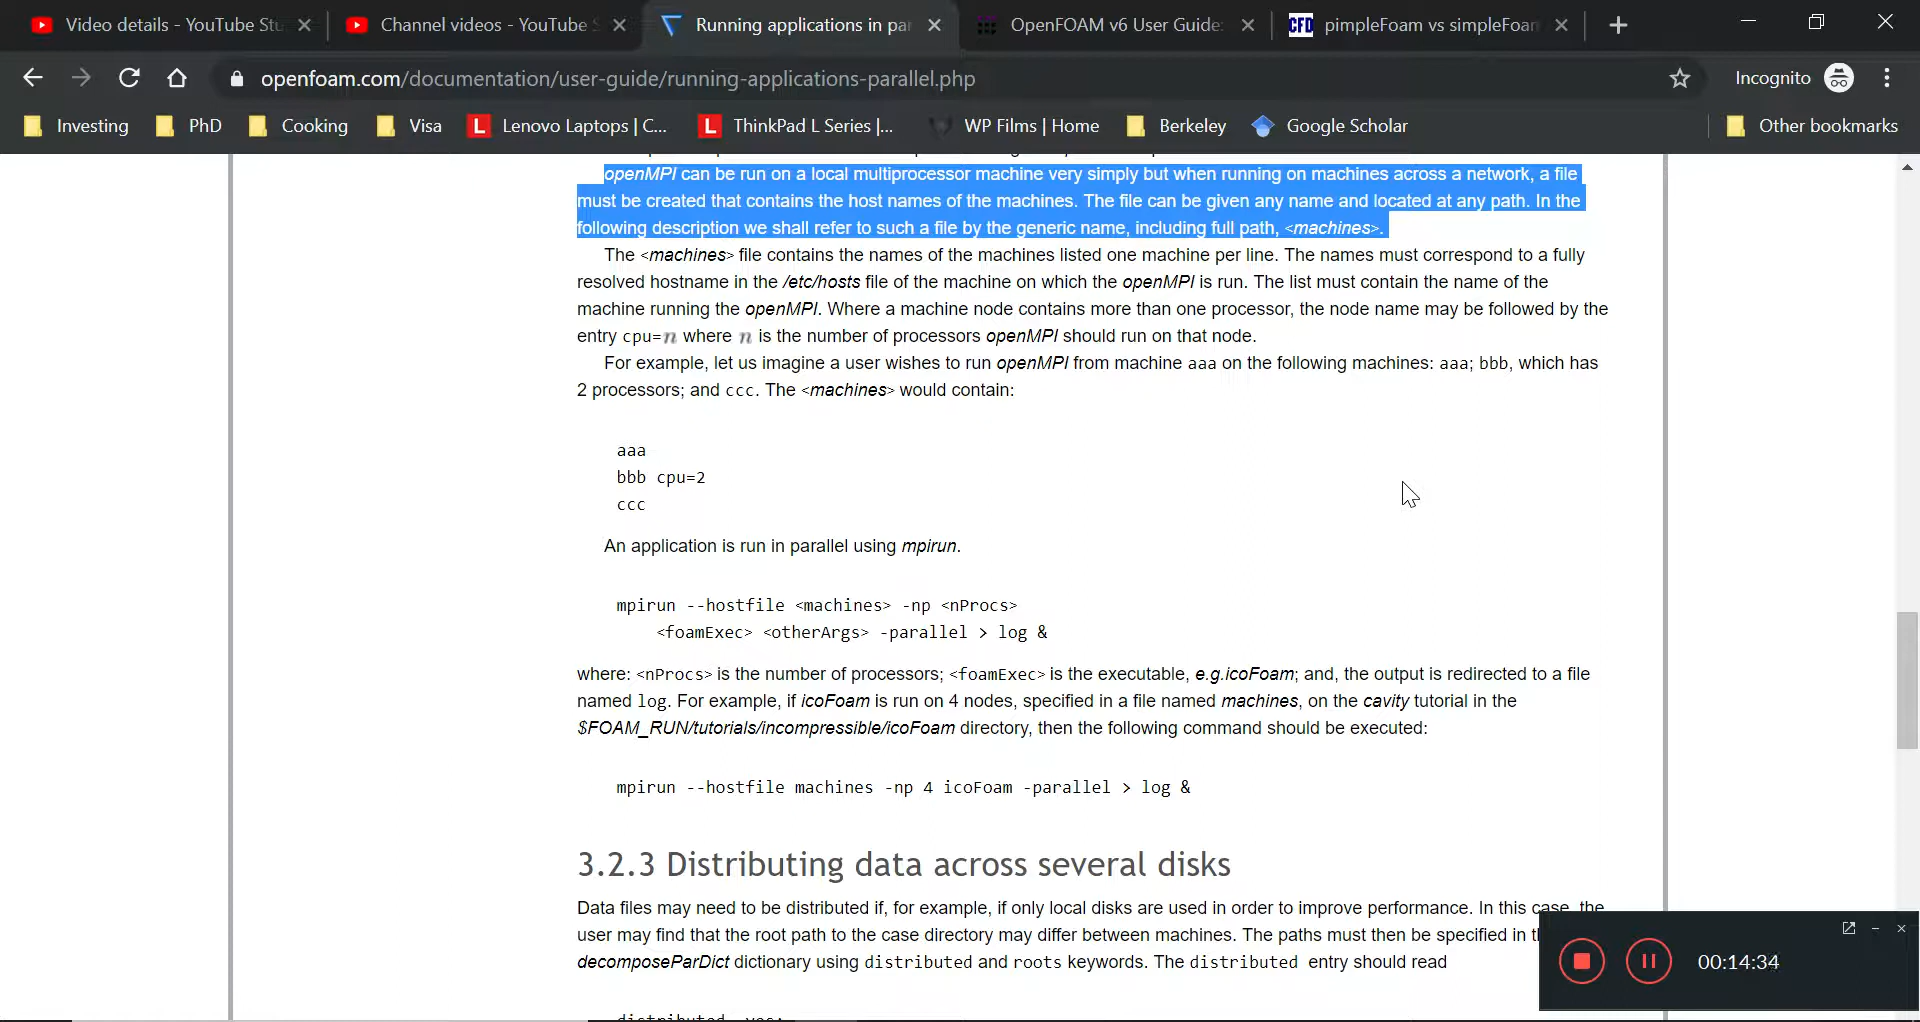 Video details - YouTube Stu
Channel videos - YouTube S
Running applications in par
OpenFOAM v6 User Guide:
pimpleFoam vs simpleFoam
openfoam.com/documentation/user-guide/running-applications-parallel.php
Incognito
Investing
PhD
Cooking
Visa
Lenovo Laptops | C...
ThinkPad L Series |...
WP Films | Home
Berkeley
Google Scholar
Other bookmarks
openMPI can be run on a local multiprocessor machine very simply but when running on machines across a network, a file
must be created that contains the host names of the machines. The file can be given any name and located at any path. In the
following description we shall refer to such a file by the generic name, including full path, <machines>.
The <machines> file contains the names of the machines listed one machine per line. The names must correspond to a fully
resolved hostname in the /etc/hosts file of the machine on which the openMPI is run. The list must contain the name of the
machine running the openMPI. Where a machine node contains more than one processor, the node name may be followed by the
entry cpu=n where n is the number of processors openMPI should run on that node.
For example, let us imagine a user wishes to run openMPI from machine aaa on the following machines: aaa; bbb, which has
2 processors; and ccc. The <machines> would contain:
aaa
bbb cpu=2
ccc
An application is run in parallel using mpirun.
mpirun --hostfile <machines> -np <nProcs>
<foamExec> <otherArgs> -parallel > log &
where: <nProcs> is the number of processors; <foamExec> is the executable, e.g.icoFoam; and, the output is redirected to a file
named log. For example, if icoFoam is run on 4 nodes, specified in a file named machines, on the cavity tutorial in the
$FOAM_RUN/tutorials/incompressible/icoFoam directory, then the following command should be executed:
mpirun --hostfile machines -np 4 icoFoam -parallel > log &
3.2.3 Distributing data across several disks
Data files may need to be distributed if, for example, if only local disks are used in order to improve performance. In this case, the
user may find that the root path to the case directory may differ between machines. The paths must then be specified in
decomposeParDict dictionary using distributed and roots keywords. The distributed entry should read
distributed yes;
00:14:34